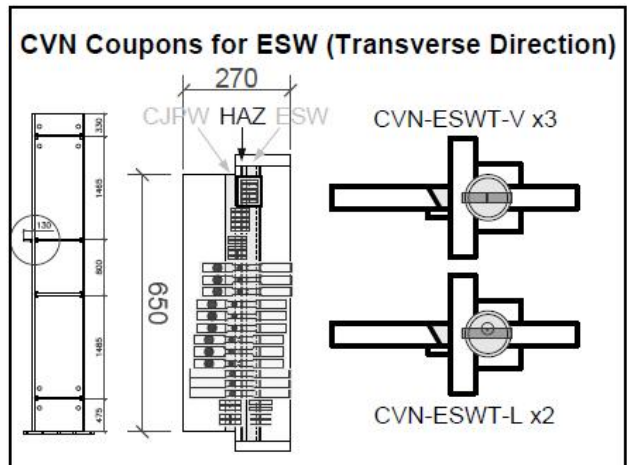 CVN Coupons for ESW (Transverse Direction)
270
CJPW HAZ ESW
CVN-ESWT-V x3
330
1465
130
800
650
1465
475
CVN-ESWT-L x2